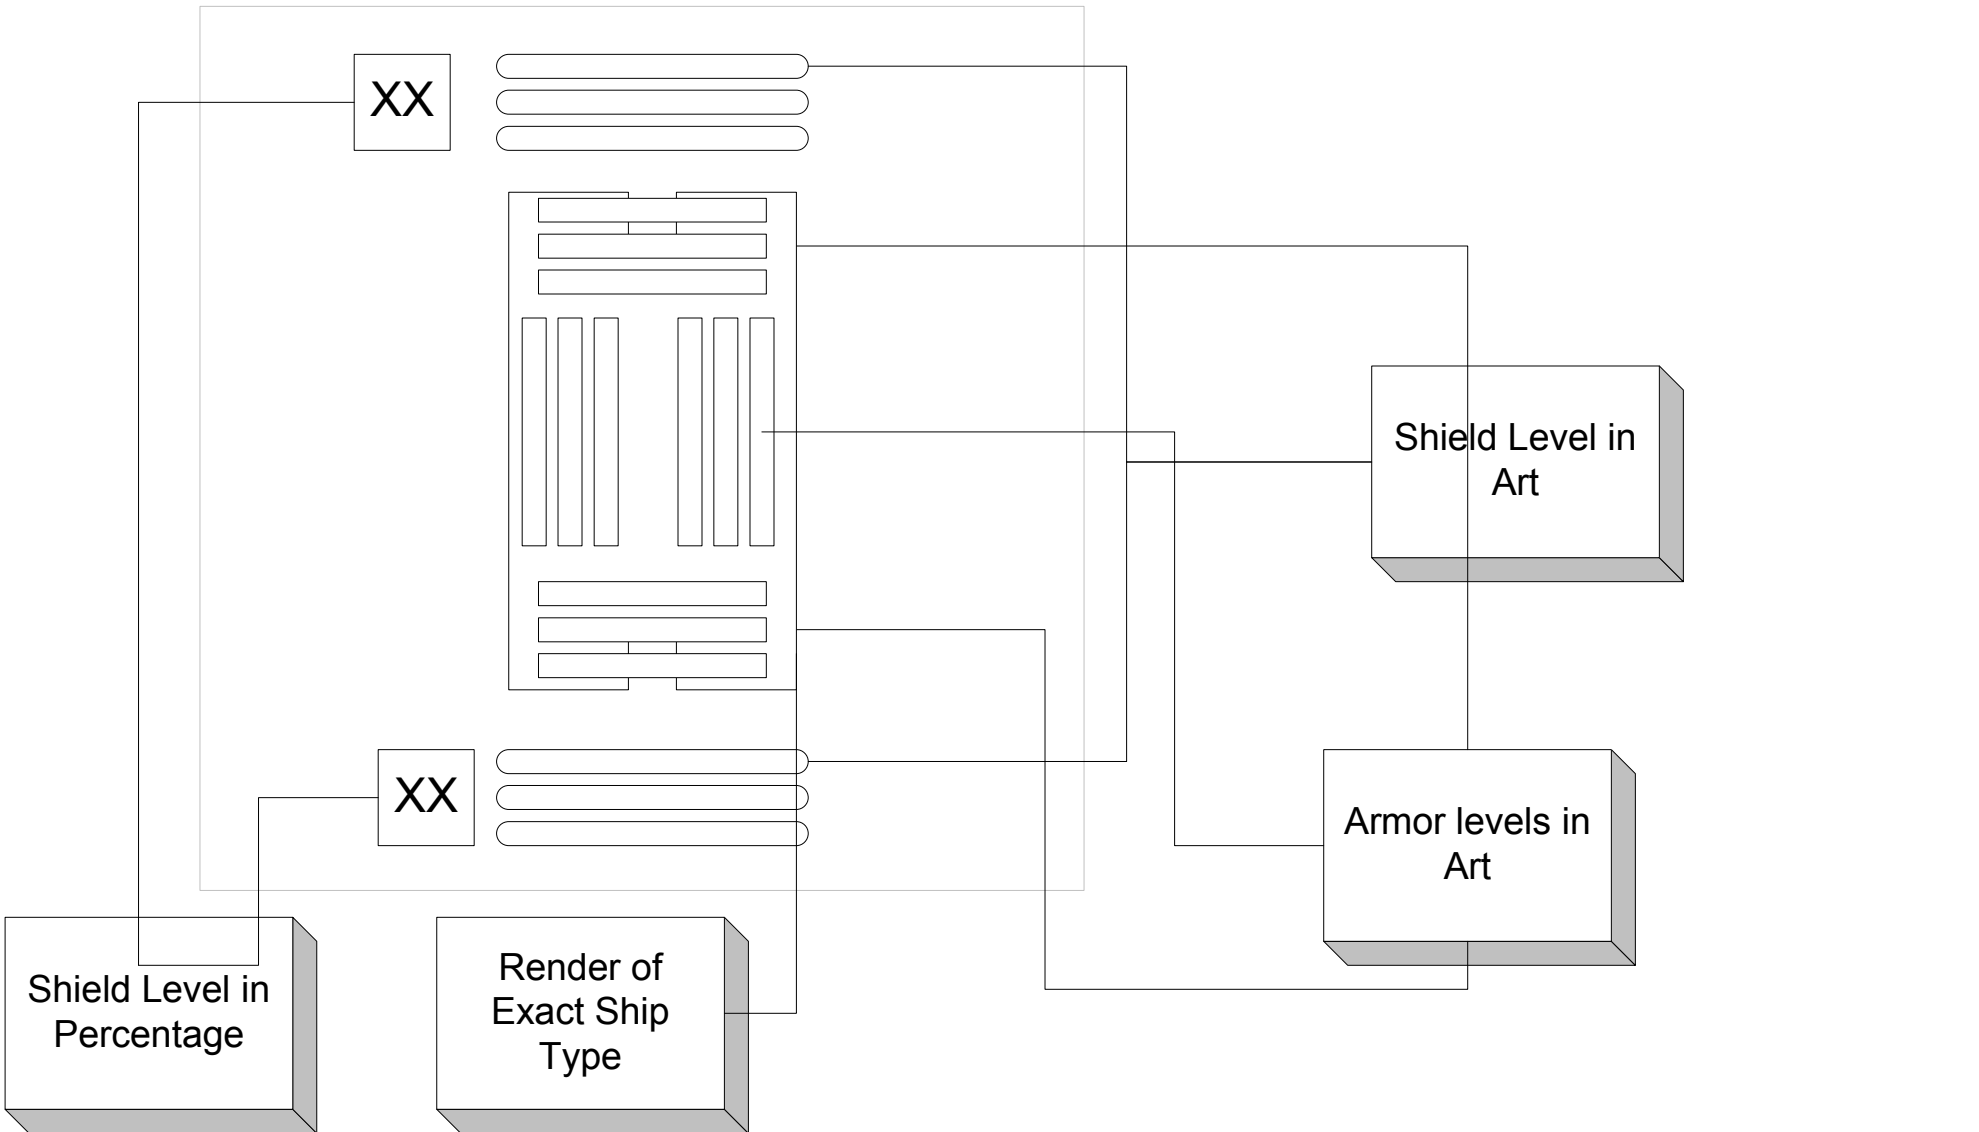 XX
Shield Level in
Art
XX
Armor levels in
Art
Shield Level in
Percentage
Render of
Exact Ship
Type